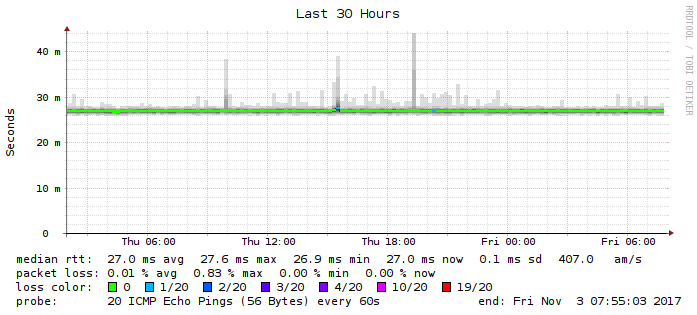 Last 30 Hours
RRDTOOL / TOBI OETIKER
Seconds
40 m
30 m
20 m
10 m
0
Thu 06:00 Thu 12:00 Thu 18:00 Fri 00:00 Fri 06:00
median rtt: 27.0 ms avg 27.6 ms max 26.9 ms min 27.0 ms now 0.1 ms sd 407.0 am/s
packet loss: 0.01 % avg 0.83 % max 0.00 % min 0.00 % now
loss color: 0 1/20 2/20 3/20 4/20 10/20 19/20
probe: 20 ICMP Echo Pings (56 Bytes) every 60s end: Fri Nov 3 07:55:03 2017